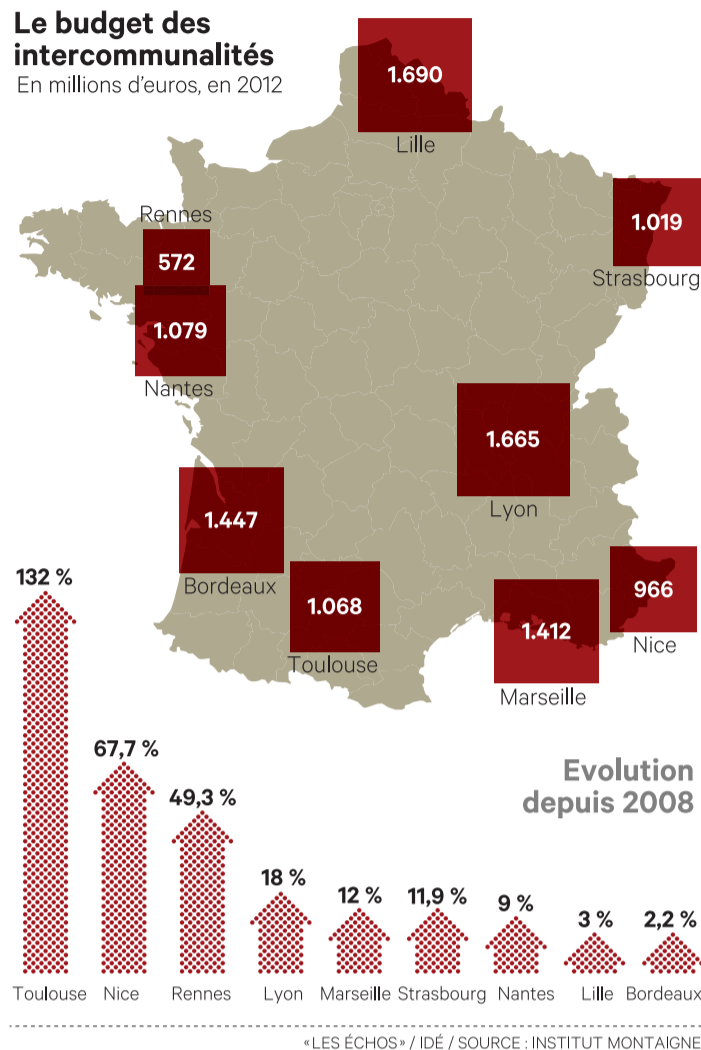 Le budget des
intercommunalités
En millions d'euros, en 2012
1.690
Lille
Rennes
572
1.019
Strasbourg
1.079
Nantes
1.665
Lyon
1.447
Bordeaux
1.068
Toulouse
966
Nice
1.412
Marseille
Evolution
depuis 2008
132 %
67,7 %
49,3 %
18 %
12 %
11,9 %
9 %
3 %
2,2 %
Toulouse Nice Rennes Lyon Marseille Strasbourg Nantes Lille Bordeaux
«LES ÉCHOS» / IDÉ / SOURCE : INSTITUT MONTAIGNE